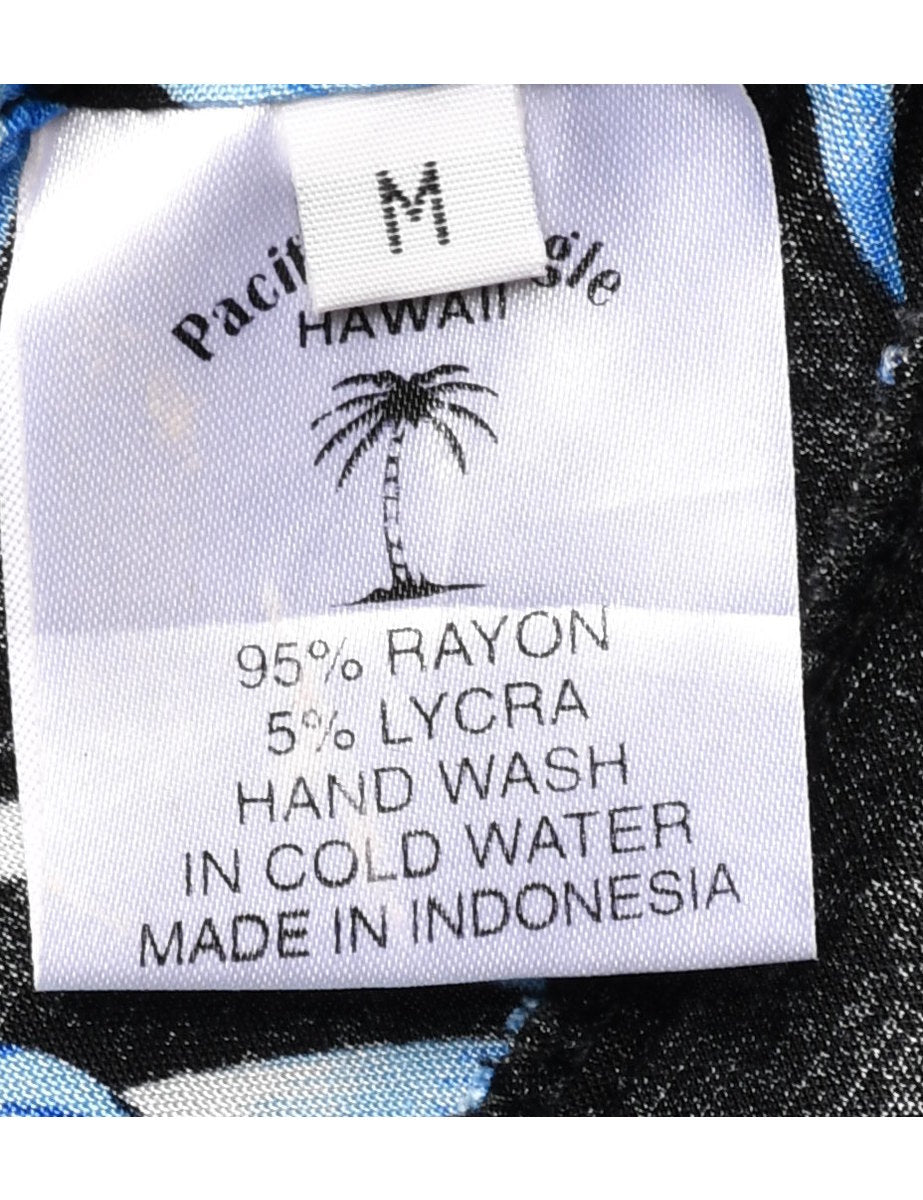 M
HAWAII
95% RAYON
5% LYCRA
HAND WASH
IN COLD WATER
MADE IN INDONESIA